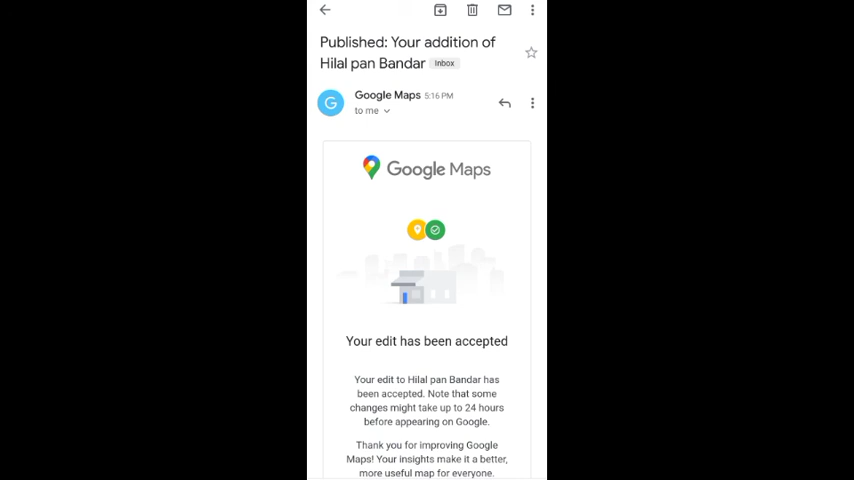 Published: Your addition of
Hilal pan Bandar Inbox
G
Google Maps 5:16 PM
to me
Google Maps
Your edit has been accepted
Your edit to Hilal pan Bandar has
been accepted. Note that some
changes might take up to 24 hours
before appearing on Google.
Thank you for improving Google
Maps! Your insights make it a better,
more useful map for everyone.